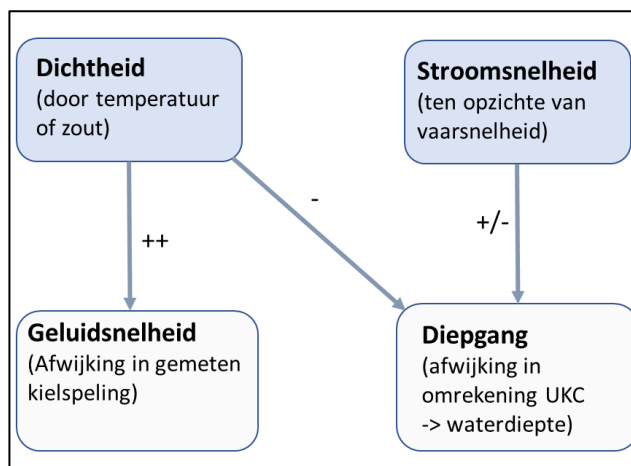 Dichtheid
(door temperatuur
of zout)
Stroomsnelheid
(ten opzichte van
vaarsnelheid)
++
-
+/-
Geluidsnelheid
(Afwijking in gemeten
kielspeling)
Diepgang
(afwijking in
omrekening UKC
-> waterdiepte)